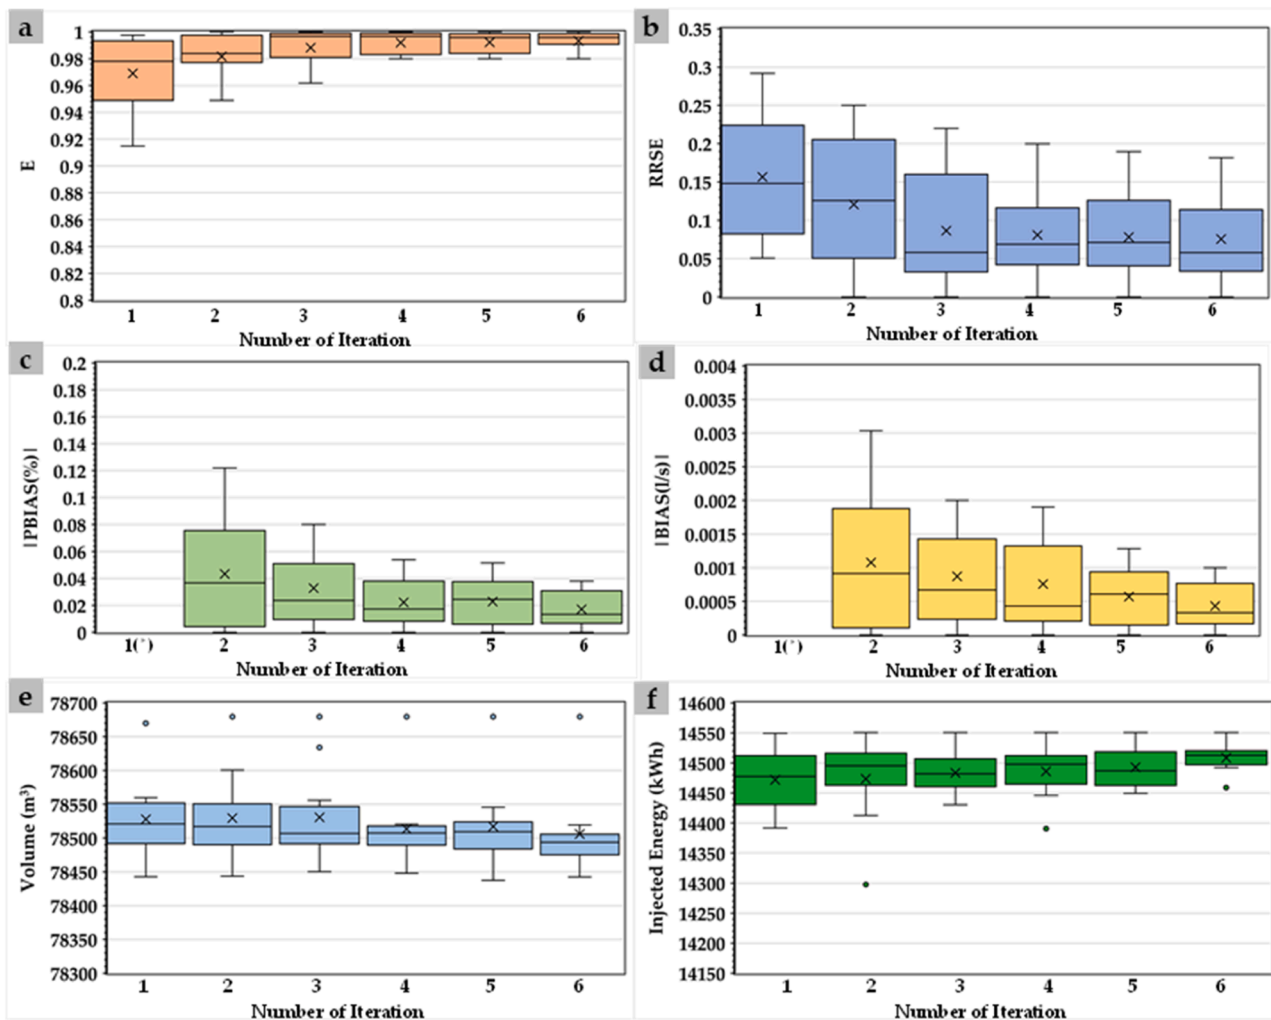 a
1
0.98
0.96
0.94
0.92
0.9
0.88
0.86
0.84
0.82
0.8
E
1 2 3 4 5 6
Number of Iteration
b
0.35
0.3
0.25
0.2
0.15
0.1
0.05
0
RRSE
1 2 3 4 5 6
Number of Iteration
c
0.2
0.18
0.16
0.14
0.12
0.1
0.08
0.06
0.04
0.02
0
|PBIAS(%)|
1(*) 2 3 4 5 6
Number of Iteration
d
0.004
0.0035
0.003
0.0025
0.002
0.0015
0.001
0.0005
0
|BIAS(l/s)|
1(*) 2 3 4 5 6
Number of Iteration
e
78700
78650
78600
78550
78500
78450
78400
78350
78300
Volume (m³)
1 2 3 4 5 6
Number of Iteration
f
14600
14550
14500
14450
14400
14350
14300
14250
14200
14150
Injected Energy (kWh)
1 2 3 4 5 6
Number of Iteration